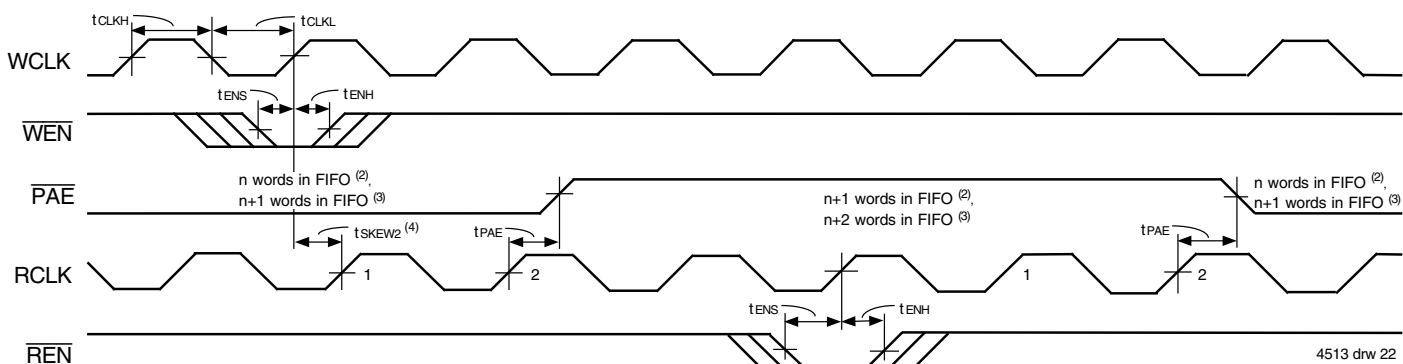 tCLKH
tCLKL
WCLK
tENS
tENH
WEN
n words in FIFO (2),
n+1 words in FIFO (3)
PAE
n+1 words in FIFO (2),
n+2 words in FIFO (3)
n words in FIFO (2),
n+1 words in FIFO (3)
tSKEW2 (4)
tPAE
tPAE
RCLK
1
2
1
2
tENS
tENH
REN
4513 drw 22